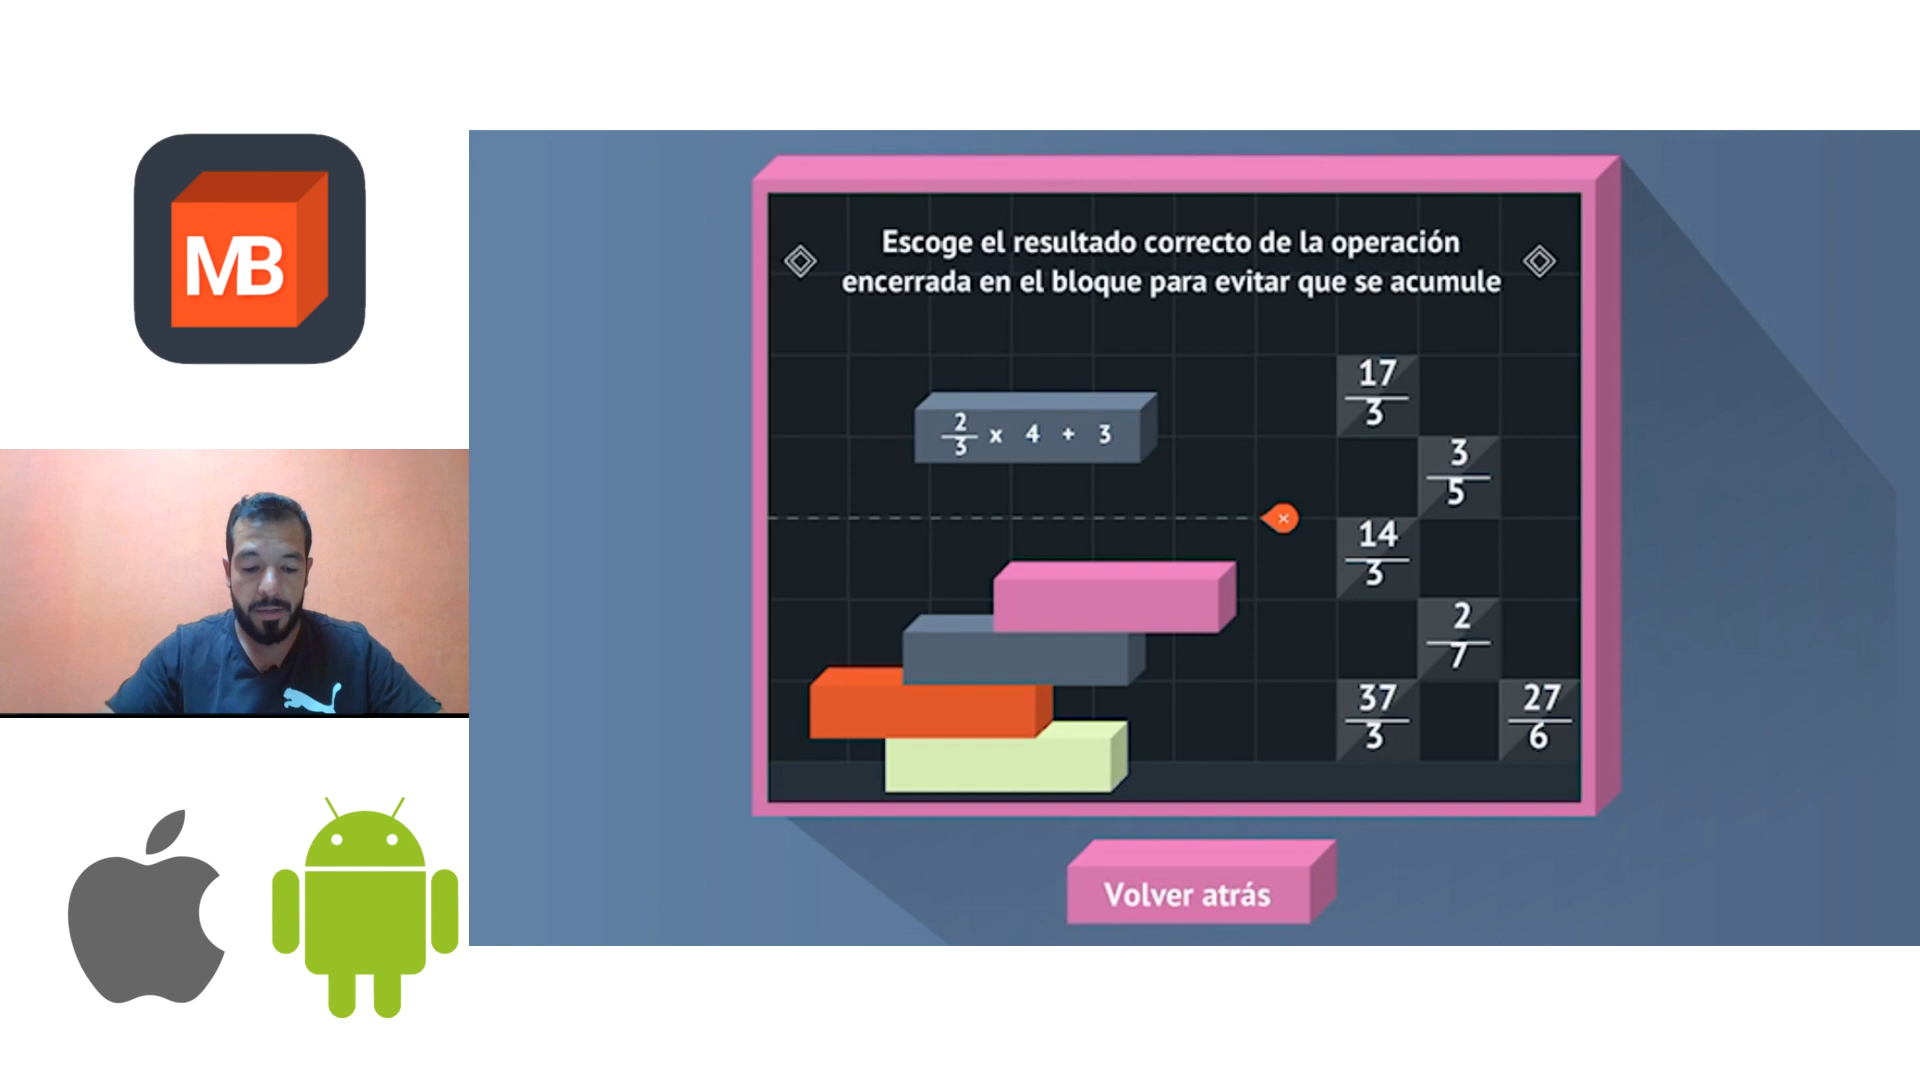 MB
Escoge el resultado correcto de la operación
encerrada en el bloque para evitar que se acumule
2/3 x 4 + 3
17/3
3/5
14/3
2/7
37/3
27/6
Volver atrás